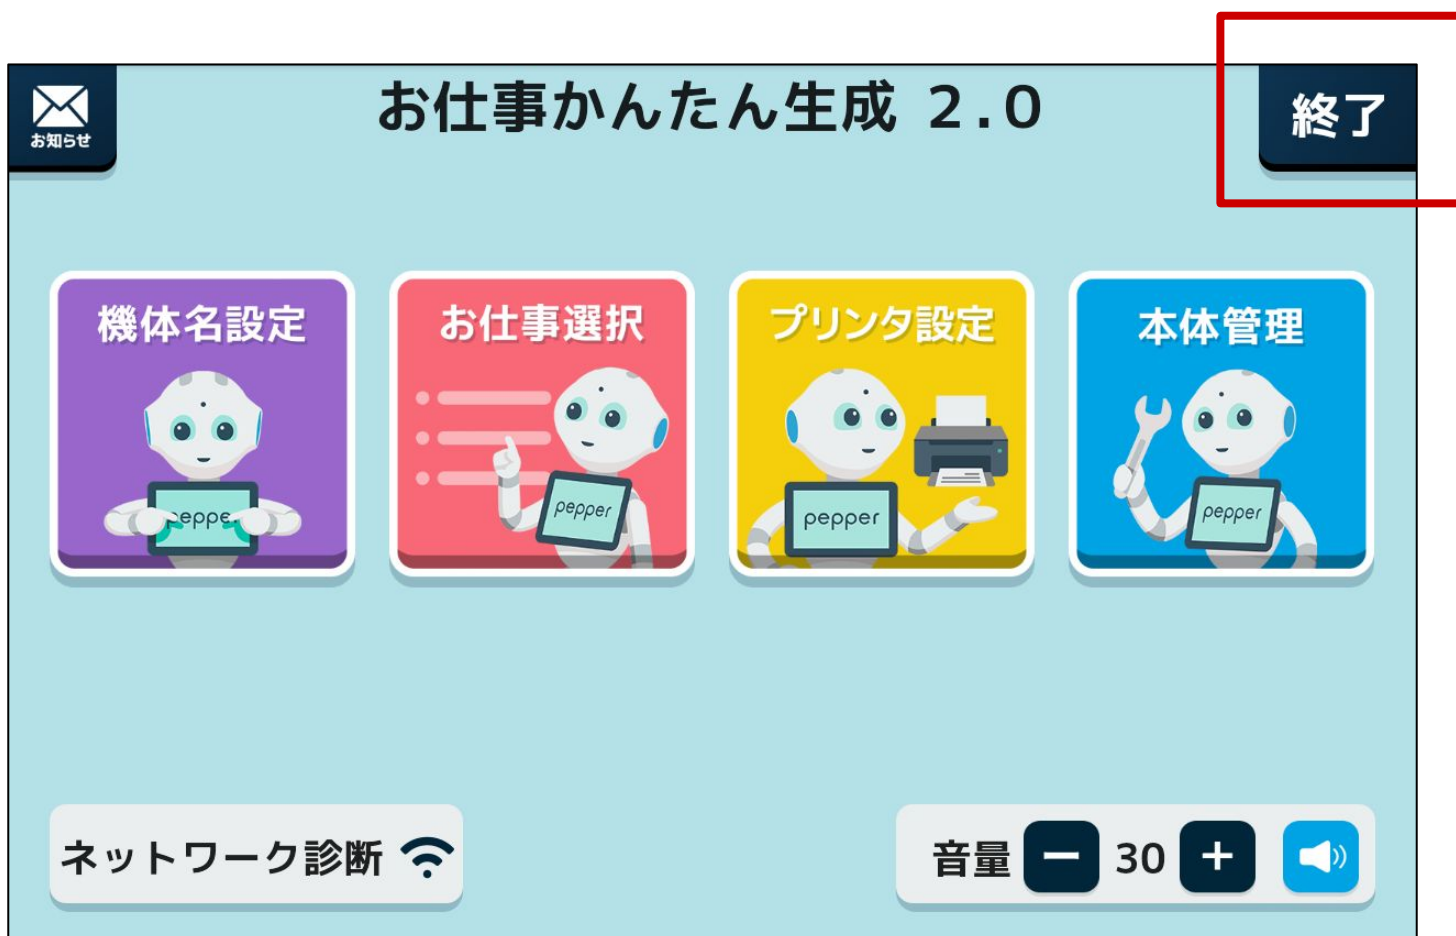 お知らせ
お仕事かんたん生成 2.0
終了
機体名設定
お仕事選択
プリンタ設定
本体管理
pepper
pepper
pepper
ネットワーク診断
音量 － 30 ＋